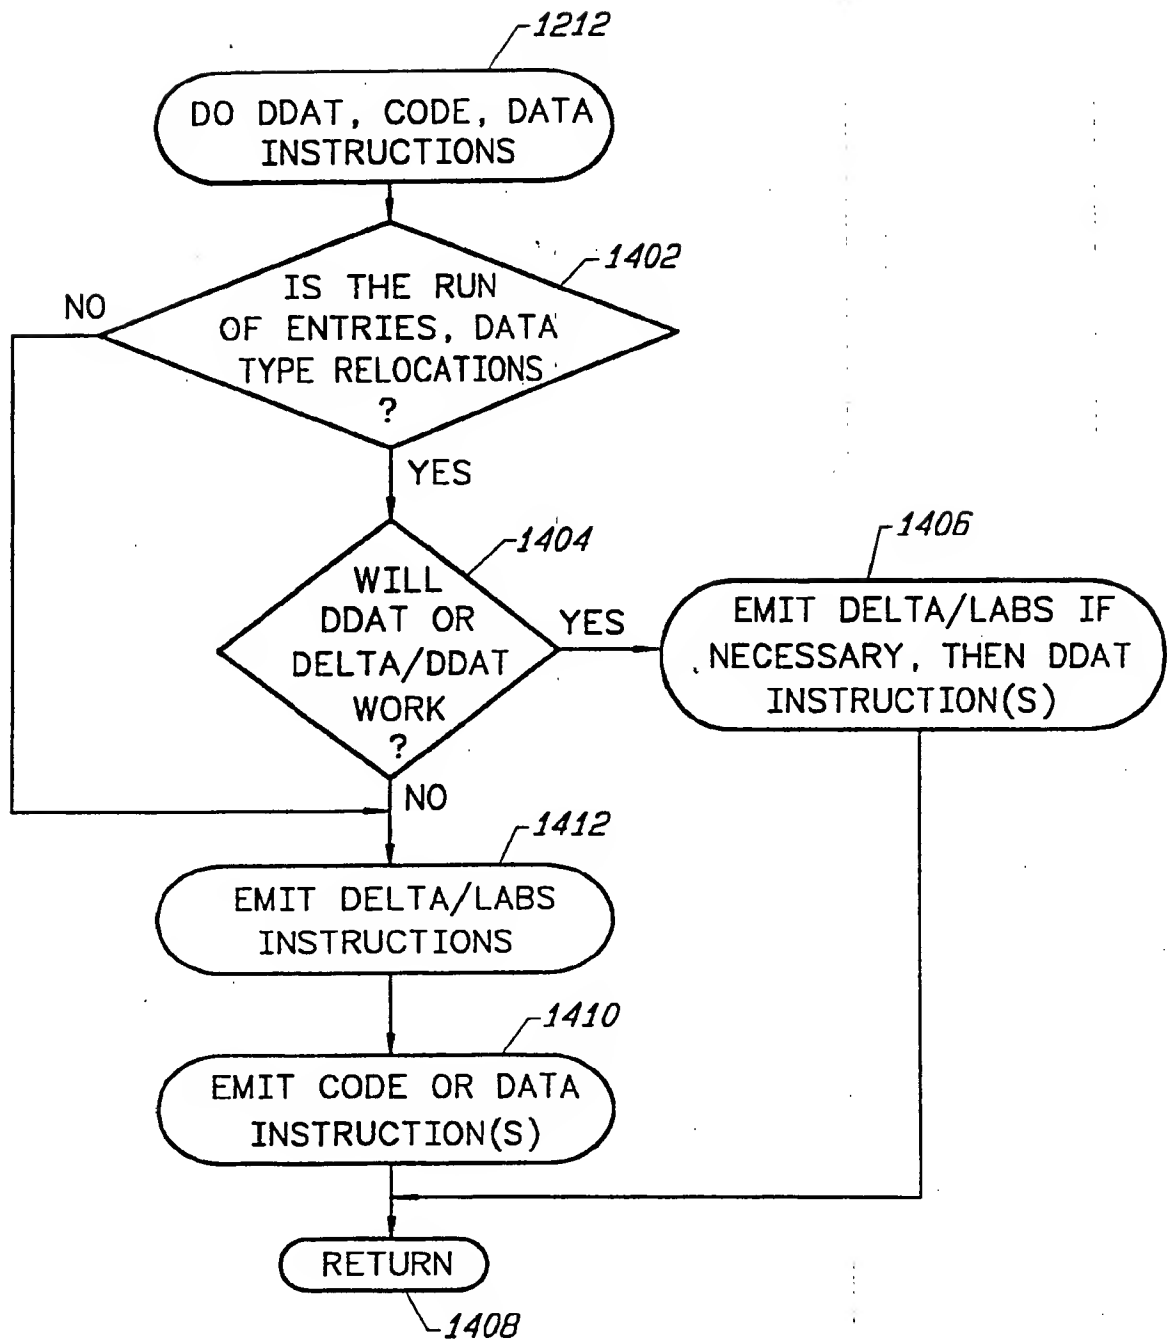 1212
DO DDAT, CODE, DATA
INSTRUCTIONS
1402
IS THE RUN
OF ENTRIES, DATA
TYPE RELOCATIONS
?
NO
YES
1404
WILL
DDAT OR
DELTA/DDAT
WORK
?
YES
1406
EMIT DELTA/LABS IF
NECESSARY, THEN DDAT
INSTRUCTION(S)
NO
1412
EMIT DELTA/LABS
INSTRUCTIONS
1410
EMIT CODE OR DATA
INSTRUCTION(S)
RETURN
1408